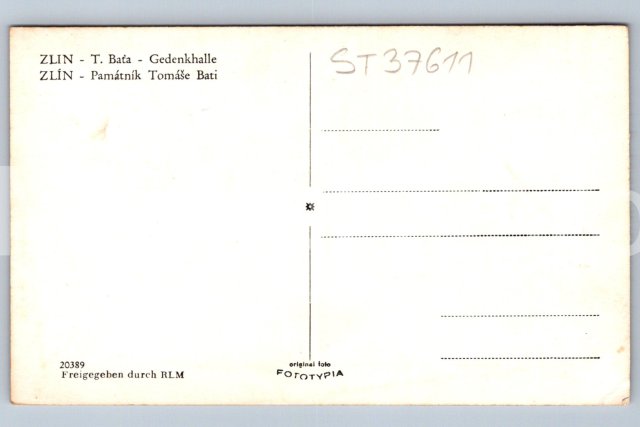 ZLIN - T. Baťa - Gedenkhalle
ZLÍN - Památník Tomáše Bati
ST37611
20389
Freigegeben durch RLM
original foto
FOTOTYPIA